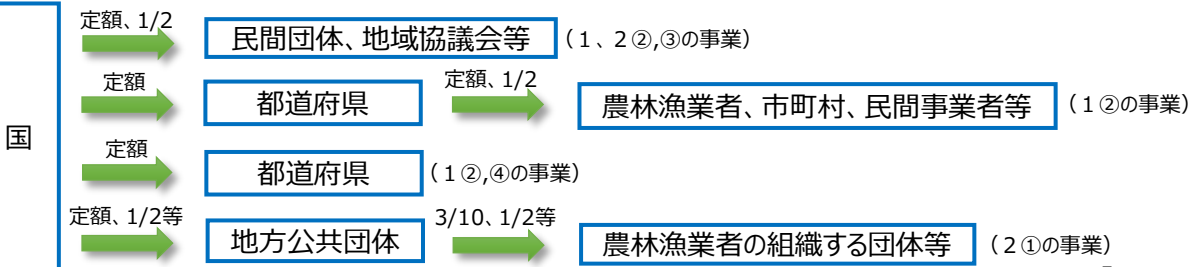 定額、1/2
民間団体、地域協議会等 (1、2②,③の事業)
定額 定額、1/2
都道府県 農林漁業者、市町村、民間事業者等 (1②の事業)
国
定額
都道府県 (1②,④の事業)
定額、1/2等 3/10、1/2等
地方公共団体 農林漁業者の組織する団体等 (2①の事業)